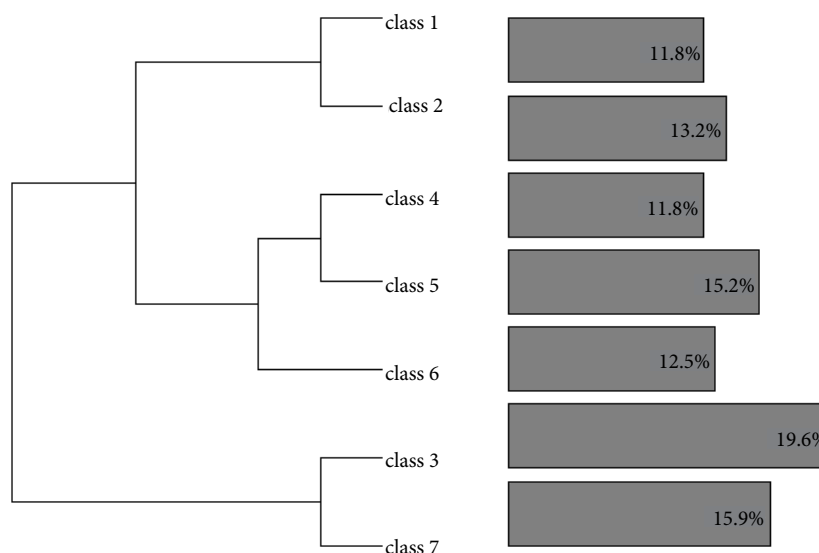 class 1
11.8%
class 2
13.2%
class 4
11.8%
class 5
15.2%
class 6
12.5%
class 3
19.6%
class 7
15.9%